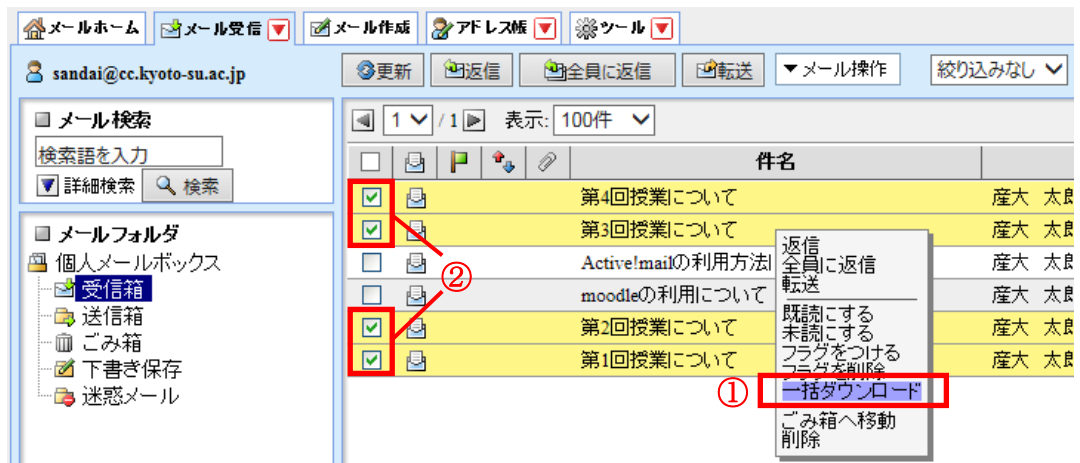 メールホーム メール受信 メール作成 アドレス帳 ツール
sandai@cc.kyoto-su.ac.jp
更新 返信 全員に返信 転送 ▼メール操作 絞り込みなし
メール検索
検索語を入力
詳細検索 検索
メールフォルダ
個人メールボックス
受信箱
送信箱
ごみ箱
下書き保存
迷惑メール
1 / 1 表示: 100件
件名
第4回授業について 産大 太郎
第3回授業について 産大 太郎
Active!mailの利用方法 産大 太郎
moodleの利用について 産大 太郎
第2回授業について 産大 太郎
第1回授業について 産大 太郎
②
返信
全員に返信
転送
既読にする
未読にする
フラグをつける
フラグを削除
① 一括ダウンロード
ごみ箱へ移動
削除